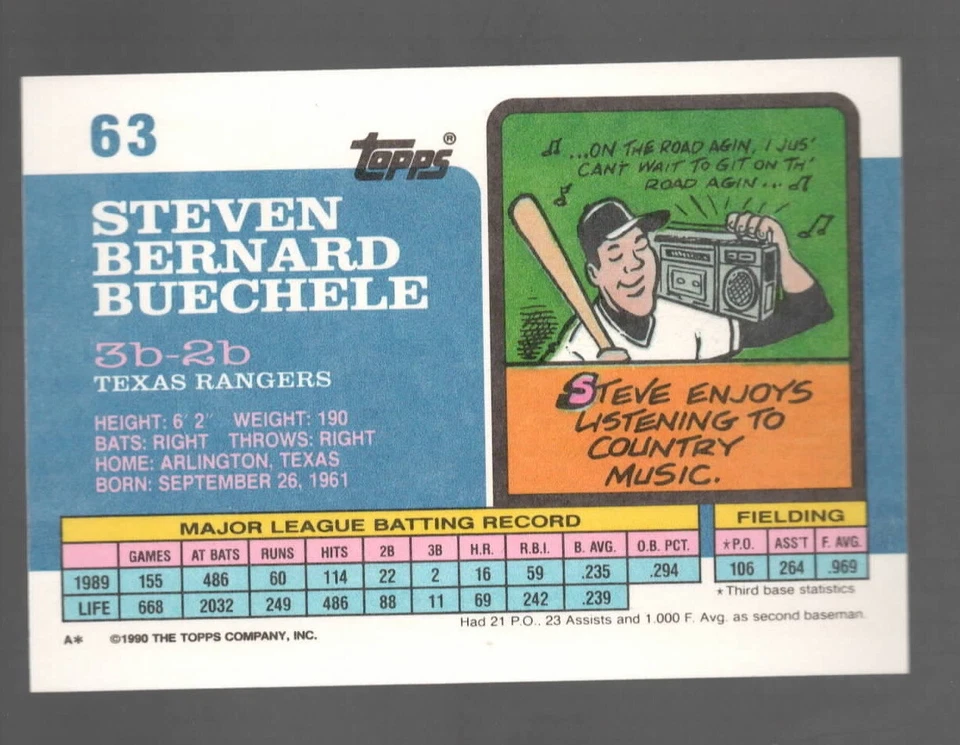 63
topps®
STEVEN
BERNARD
BUECHELE
3b-2b
TEXAS RANGERS
HEIGHT: 6' 2" WEIGHT: 190
BATS: RIGHT THROWS: RIGHT
HOME: ARLINGTON, TEXAS
BORN: SEPTEMBER 26, 1961
...ON THE ROAD AGIN, I JUS'
CAN'T WAIT TO GIT ON TH'
ROAD AGIN...
STEVE ENJOYS
LISTENING TO
COUNTRY
MUSIC.
MAJOR LEAGUE BATTING RECORD
GAMES AT BATS RUNS HITS 2B 3B H.R. R.B.I. B. AVG. O.B. PCT.
1989 155 486 60 114 22 2 16 59 .235 .294
LIFE 668 2032 249 486 88 11 69 242 .239
FIELDING
*P.O. ASS'T F. AVG.
106 264 .969
*Third base statistics
Had 21 P.O., 23 Assists and 1.000 F. Avg. as second baseman.
A* ©1990 THE TOPPS COMPANY, INC.